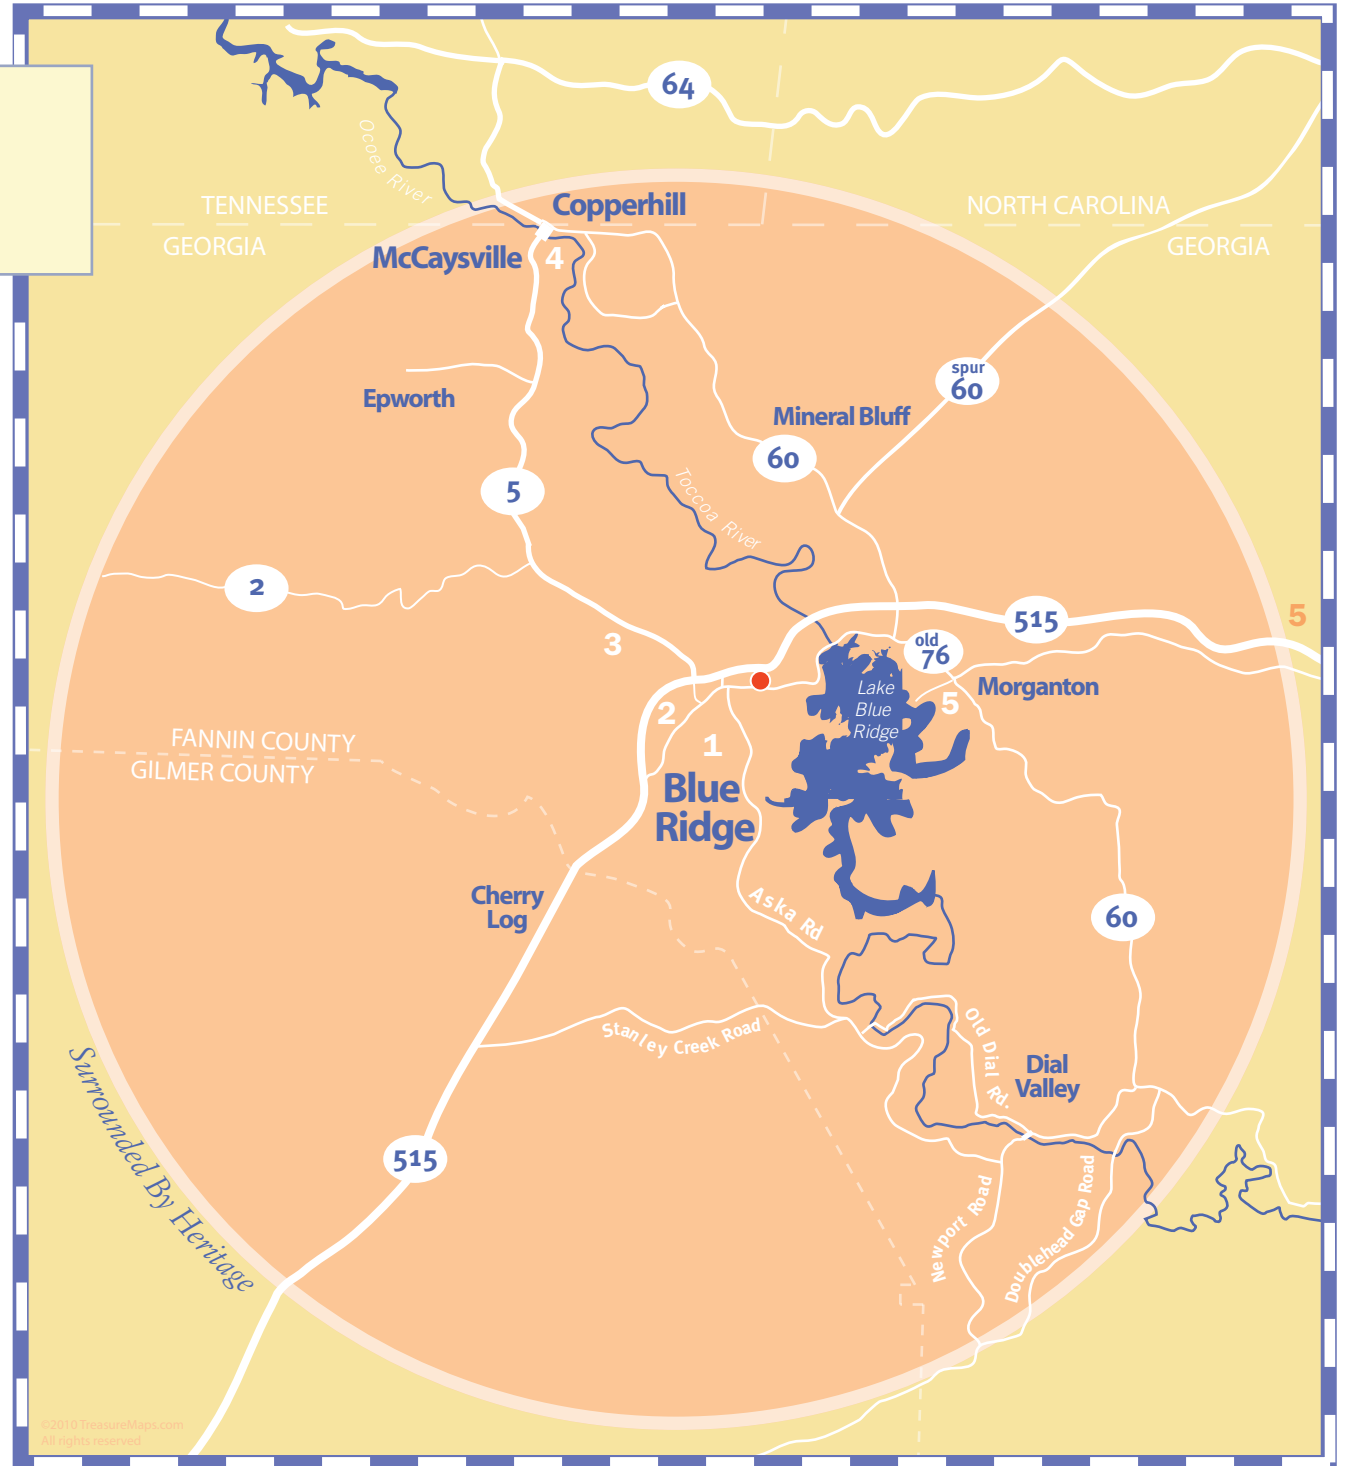 64
Ocoee River
TENNESSEE
Copperhill
NORTH CAROLINA
GEORGIA
McCaysville
4
GEORGIA
spur
60
Epworth
Mineral Bluff
60
5
Toccoa River
2
515
5
3
old
76
Lake
Blue
Ridge
Morganton
5
2
1
FANNIN COUNTY
GILMER COUNTY
Blue
Ridge
Cherry
Log
Aska Rd
60
Stanley Creek Road
Old Dial Rd.
Dial
Valley
Surrounded By Heritage
515
Newport Road
Doublehead Gap Road
©2010 TreasureMaps.com
All rights reserved